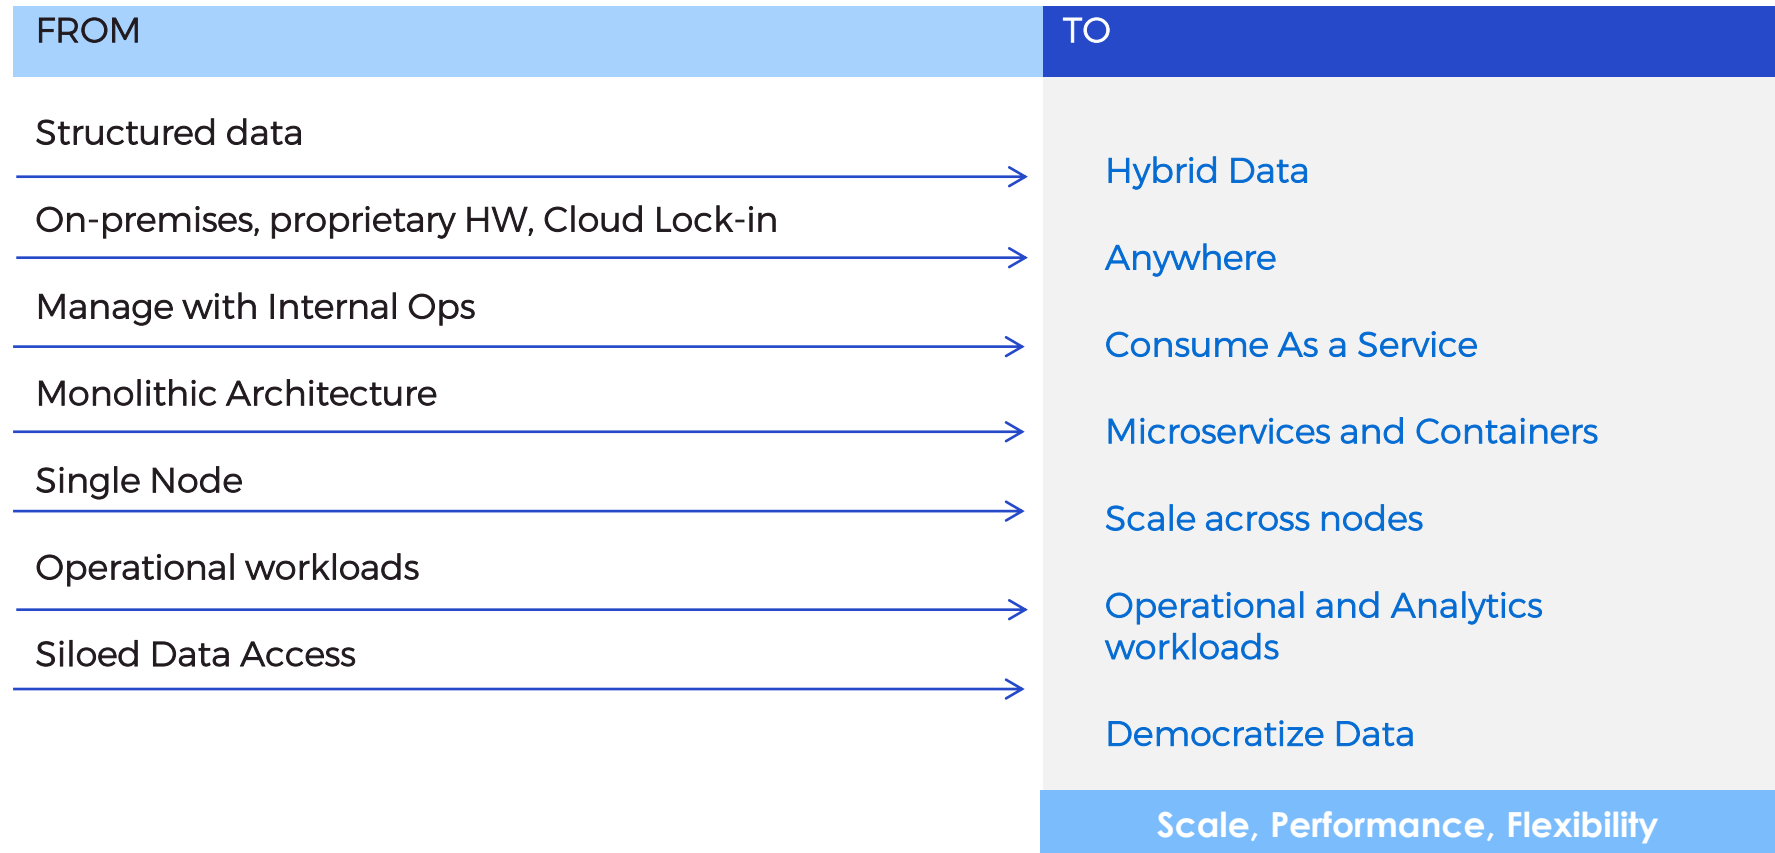 FROM
TO
Structured data
Hybrid Data
On-premises, proprietary HW, Cloud Lock-in
Anywhere
Manage with Internal Ops
Consume As a Service
Monolithic Architecture
Microservices and Containers
Single Node
Scale across nodes
Operational workloads
Operational and Analytics
workloads
Siloed Data Access
Democratize Data
Scale, Performance, Flexibility